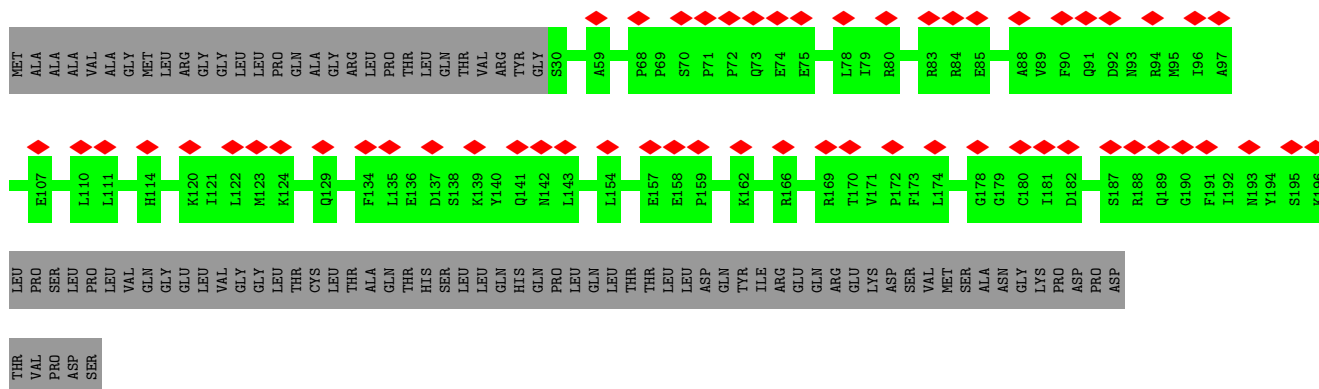 MET ALA ALA ALA VAL ALA GLY MET LEU ARG GLY GLY LEU LEU PRO GLN ALA GLY ARG LEU PRO THR LEU GLN THR VAL ARG TYR GLY S30 A59 P68 P69 S70 P71 P72 Q73 E74 E75 L78 I79 R80 R83 R84 E85 A88 V89 F90 Q91 D92 N93 R94 M95 I96 A97
E107 L110 L111 H114 K120 I121 L122 M123 K124 Q129 F134 L135 E136 D137 S138 K139 Y140 Q141 N142 L143 L154 E157 E158 P159 K162 R166 R169 T170 V171 P172 F173 L174 G178 G179 C180 I181 D182 S187 R188 Q189 G190 F191 I192 N193 Y194 S195 K196
LEU PRO SER LEU PRO LEU VAL GLN GLY GLU LEU VAL GLY GLY LEU THR CYS LEU THR ALA GLN THR HIS SER LEU LEU GLN HIS GLN PRO LEU GLN LEU THR THR LEU LEU ASP GLN TYR ILE ARG GLU GLN ARG GLU LYS ASP SER VAL MET SER ALA ASN GLY LYS PRO ASP PRO ASP
THR VAL PRO ASP SER